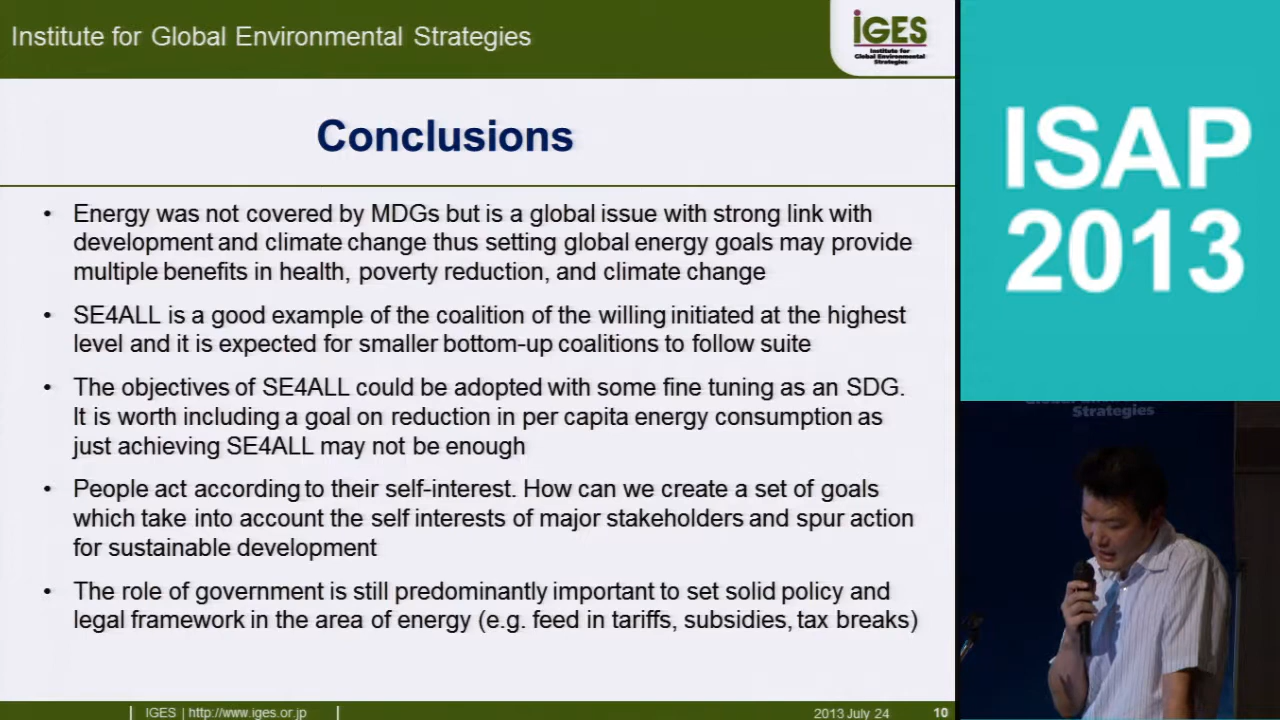 Institute for Global Environmental Strategies
iGES
Institute for
Global Environmental
Strategies
ISAP
2013
Conclusions
• Energy was not covered by MDGs but is a global issue with strong link with
development and climate change thus setting global energy goals may provide
multiple benefits in health, poverty reduction, and climate change
• SE4ALL is a good example of the coalition of the willing initiated at the highest
level and it is expected for smaller bottom-up coalitions to follow suite
• The objectives of SE4ALL could be adopted with some fine tuning as an SDG.
It is worth including a goal on reduction in per capita energy consumption as
just achieving SE4ALL may not be enough
• People act according to their self-interest. How can we create a set of goals
which take into account the self interests of major stakeholders and spur action
for sustainable development
• The role of government is still predominantly important to set solid policy and
legal framework in the area of energy (e.g. feed in tariffs, subsidies, tax breaks)
Strategies
IGES | http://www.iges.or.jp
2013 July 24
10